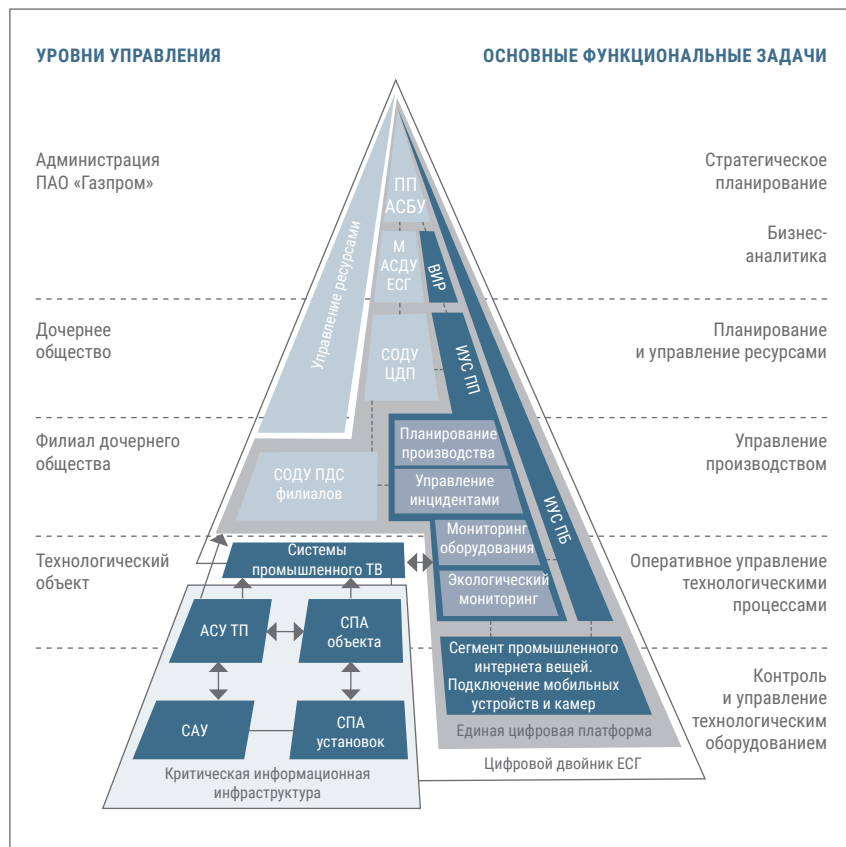 УРОВНИ УПРАВЛЕНИЯ
ОСНОВНЫЕ ФУНКЦИОНАЛЬНЫЕ ЗАДАЧИ
Администрация
ПАО «Газпром»
Стратегическое
планирование
Бизнес-
аналитика
Дочернее
общество
Планирование
и управление ресурсами
Филиал дочернего
общества
Управление
производством
Технологический
объект
Оперативное управление
технологическими
процессами
Контроль
и управление
технологическим
оборудованием
Управление ресурсами
ПП
АСБУ
М
АСДУ
ЕСГ
ВИР
СОДУ
ЦДП
ИУС ПП
ИУС ПБ
СОДУ ПДС
филиалов
Планирование
производства
Управление
инцидентами
Мониторинг
оборудования
Экологический
мониторинг
Системы
промышленного ТВ
АСУ ТП
СПА
объекта
САУ
СПА
установок
Критическая информационная
инфраструктура
Сегмент промышленного
интернета вещей.
Подключение мобильных
устройств и камер
Единая цифровая платформа
Цифровой двойник ЕСГ